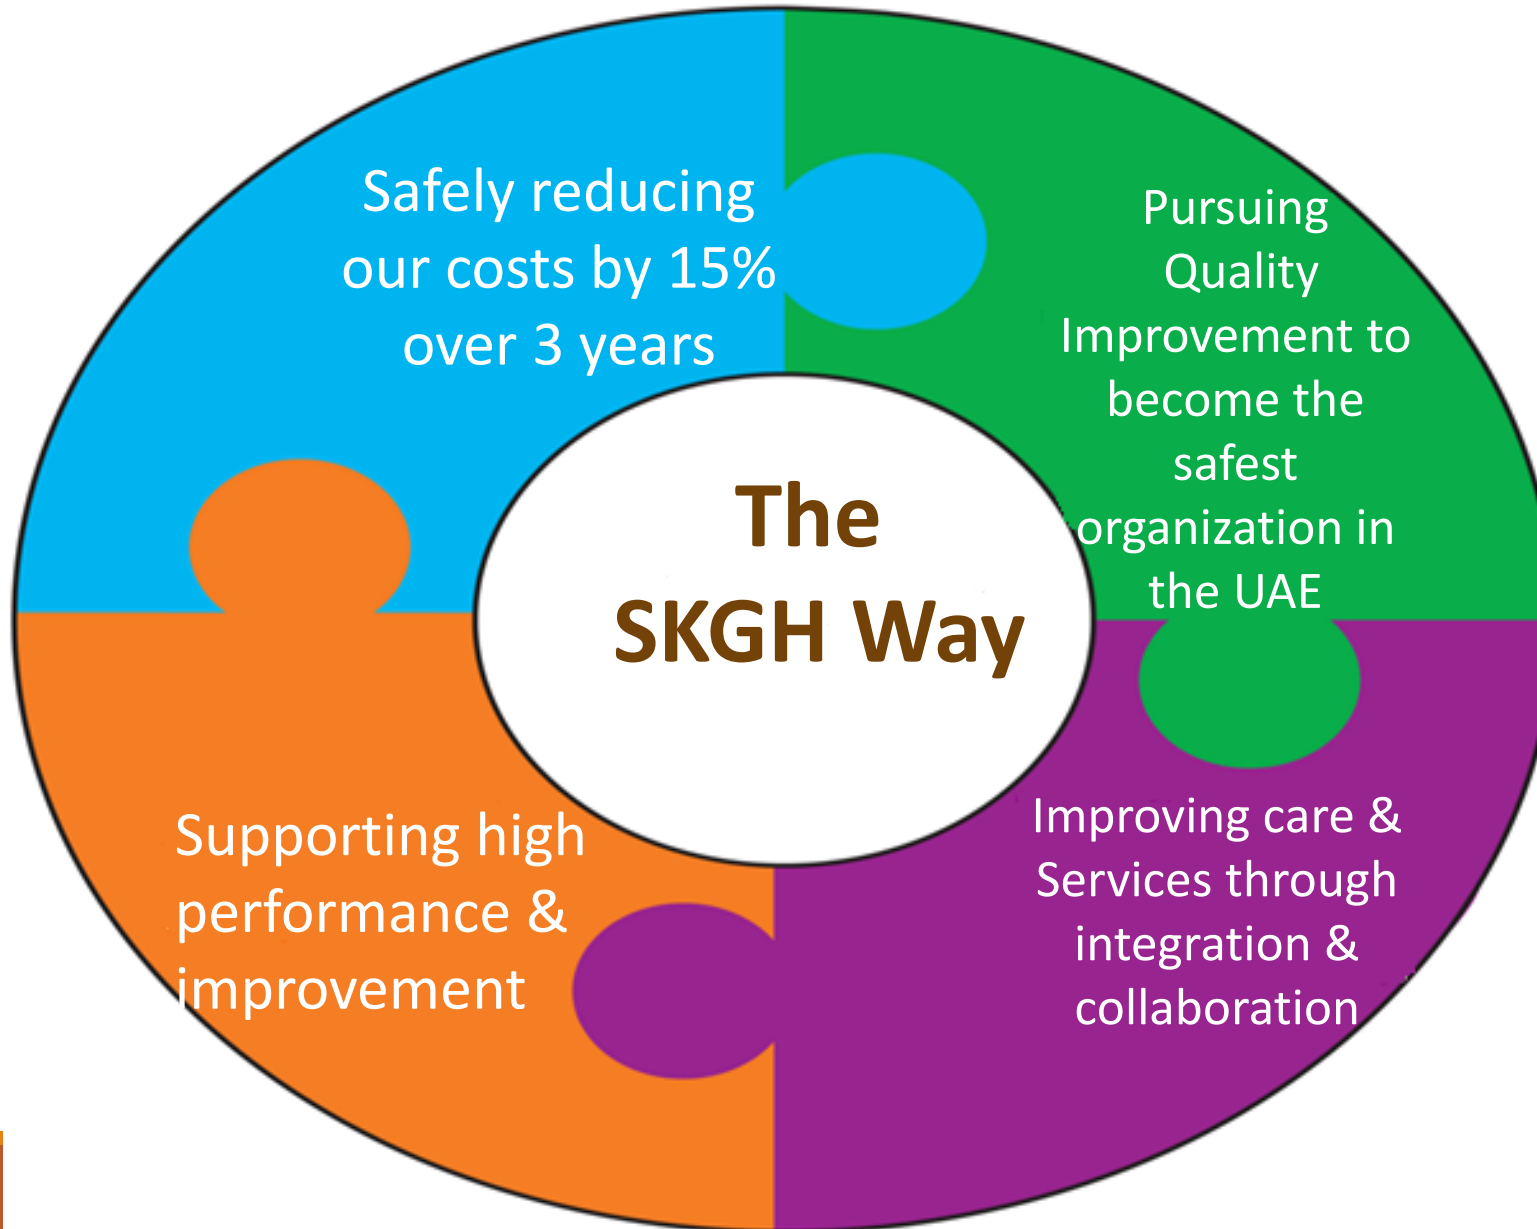 Safely reducing
our costs by 15%
over 3 years
Pursuing
Quality
Improvement to
become the
safest
organization in
the UAE
The
SKGH Way
Supporting high
performance &
improvement
Improving care &
Services through
integration &
collaboration